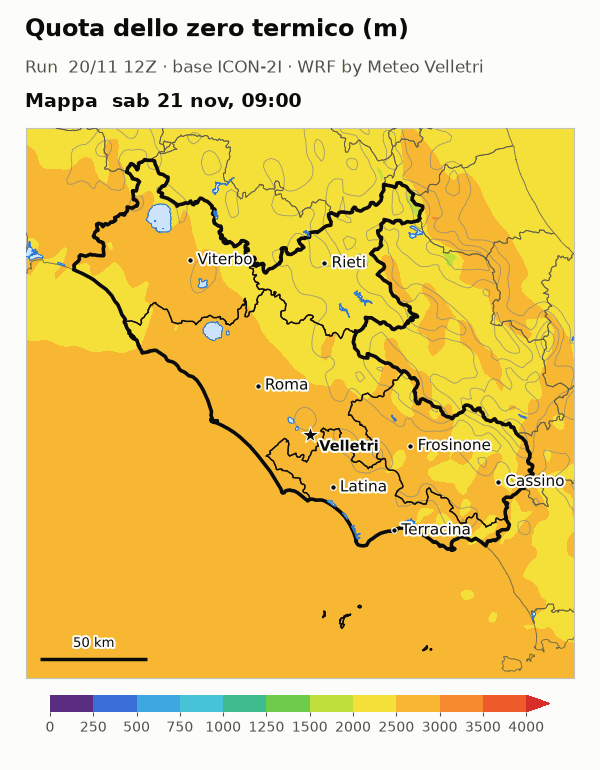 Quota dello zero termico (m)
Run 20/11 12Z · base ICON-2I · WRF by Meteo Velletri
Mappa sab 21 nov, 09:00
Viterbo
Rieti
Roma
Velletri
Frosinone
Latina
Cassino
Terracina
50 km
0 250 500 750 1000 1250 1500 2000 2500 3000 3500 4000